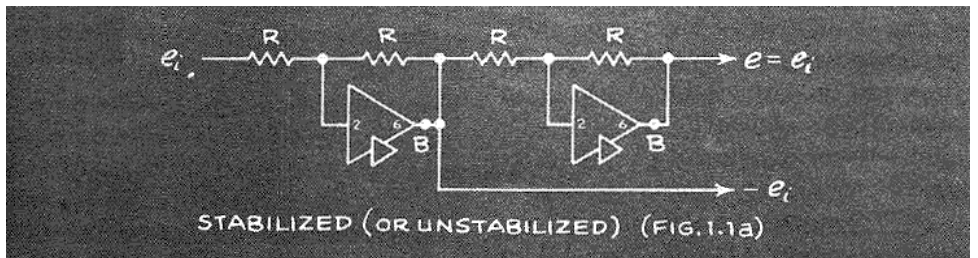 R R R R
eᵢ e = eᵢ
2 6 B 2 6 B
- eᵢ
STABILIZED (OR UNSTABILIZED) (FIG.1.1a)